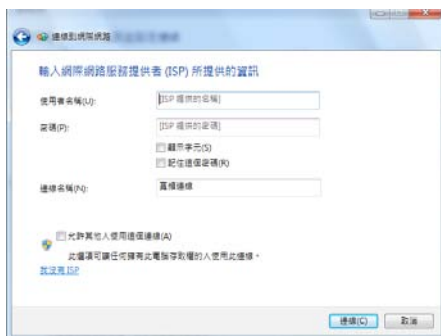 連線到網際網路
輸入網際網路服務提供者 (ISP) 所提供的資訊
使用者名稱(U):
[ISP 提供的名稱]
密碼(P):
[ISP 提供的密碼]
顯示字元(S)
記住這個密碼(R)
連線名稱(N):
寬頻連線
允許其他人使用這個連線(A)
此選項可讓任何擁有此電腦存取權的人使用此連線。
我沒有 ISP
連線(C)
取消